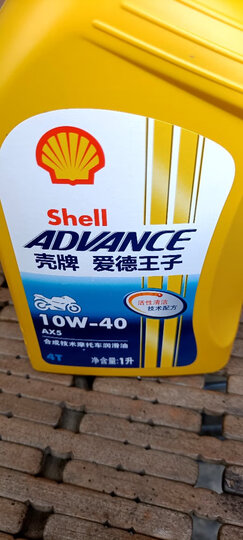 Shell
ADVANCE
壳牌 爱德王子
活性清洁
技术配方
10W-40
AX5
合成技术摩托车润滑油
4T 净含量:1升